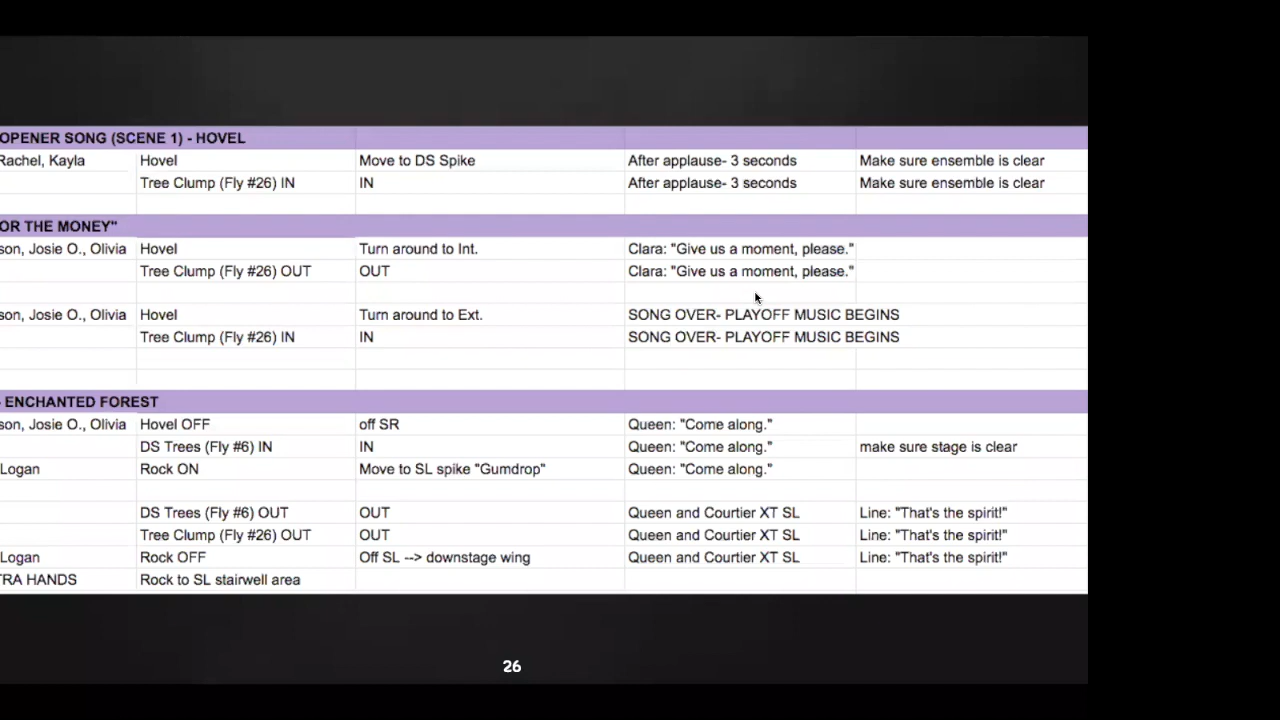 OPENER SONG (SCENE 1) - HOVEL
Rachel, Kayla Hovel Move to DS Spike After applause- 3 seconds Make sure ensemble is clear
Tree Clump (Fly #26) IN IN After applause- 3 seconds Make sure ensemble is clear
OR THE MONEY"
son, Josie O., Olivia Hovel Turn around to Int. Clara: "Give us a moment, please."
Tree Clump (Fly #26) OUT OUT Clara: "Give us a moment, please."
son, Josie O., Olivia Hovel Turn around to Ext. SONG OVER- PLAYOFF MUSIC BEGINS
Tree Clump (Fly #26) IN IN SONG OVER- PLAYOFF MUSIC BEGINS
- ENCHANTED FOREST
son, Josie O., Olivia Hovel OFF off SR Queen: "Come along."
DS Trees (Fly #6) IN IN Queen: "Come along." make sure stage is clear
Logan Rock ON Move to SL spike "Gumdrop" Queen: "Come along."
DS Trees (Fly #6) OUT OUT Queen and Courtier XT SL Line: "That's the spirit!"
Tree Clump (Fly #26) OUT OUT Queen and Courtier XT SL Line: "That's the spirit!"
Logan Rock OFF Off SL --> downstage wing Queen and Courtier XT SL Line: "That's the spirit!"
TRA HANDS Rock to SL stairwell area
26